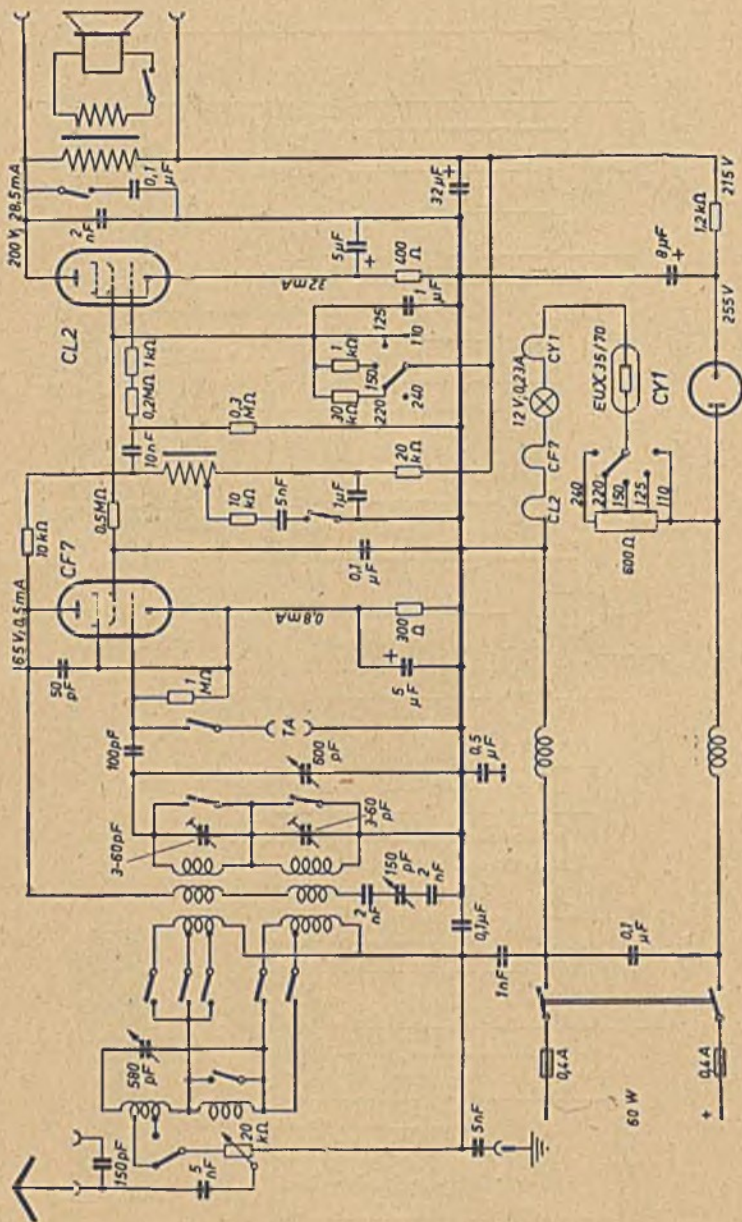 150 pF
5 nF
20 kΩ
580 pF
5 nF
3-60 pF
3-60 pF
2 nF
150 pF
2 nF
0,1 µF
1 nF
0,1 µF
0,4 A
0,4 A
60 W
+
165 V, 0,5 mA
50 pF
CF7
100 pF
1 MΩ
TA
600 pF
0,5 µF
0,8 mA
300 Ω
5 µF
+
10 kΩ
0,5 MΩ
0,1 µF
10 nF
0,2 MΩ
1 kΩ
0,3 MΩ
10 kΩ
5 nF
1 µF
20 kΩ
200 V, 28,5 mA
CL2
2 nF
0,1 µF
32 mA
5 µF
+
400 Ω
1 µF
30 kΩ
1 kΩ
125
150
110
220
240
32 µF
+
CL2
CF7
12 V, 0,23 A
CY1
EUX 35/70
CY1
240
220
150
125
110
600 Ω
8 µF
+
255 V
1,2 kΩ
215 V